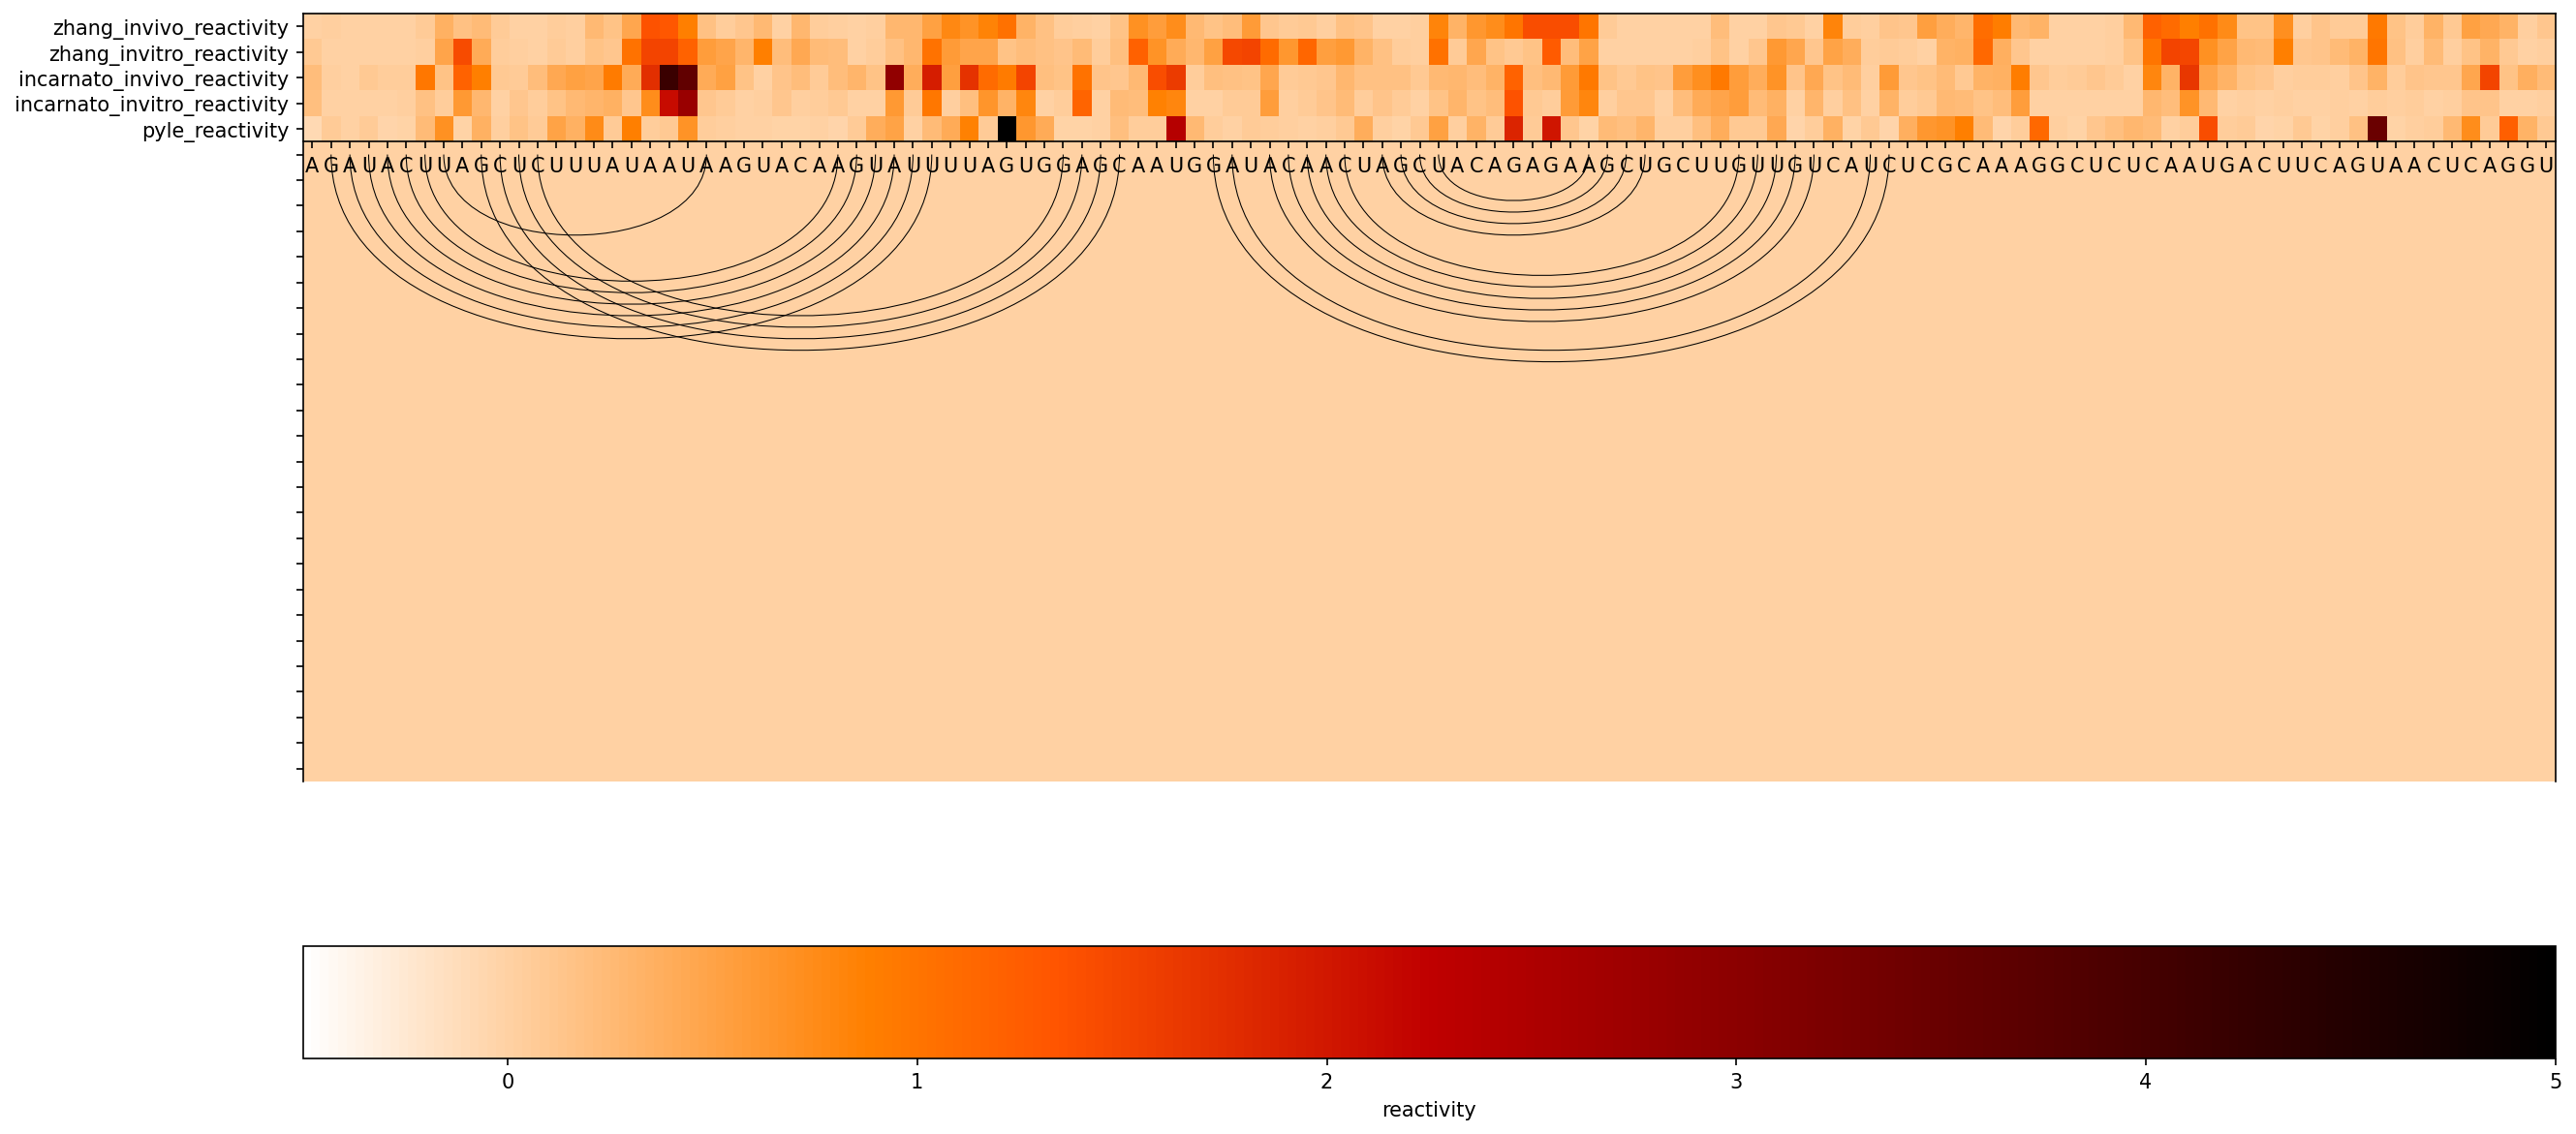 zhang_invivo_reactivity
zhang_invitro_reactivity
incarnato_invivo_reactivity
incarnato_invitro_reactivity
pyle_reactivity
AGAUACUUAGCUCUUUAUAAUAAGUACAAGUAUUUUAGUGGAGCAAUGGAUACAACUAGCUACAGAGAAGCUGCUUGUUGUCAUCUCGCAAAGGCUCUCAAUGACUUCAGUAACUCAGGU
0 1 2 3 4 5
reactivity